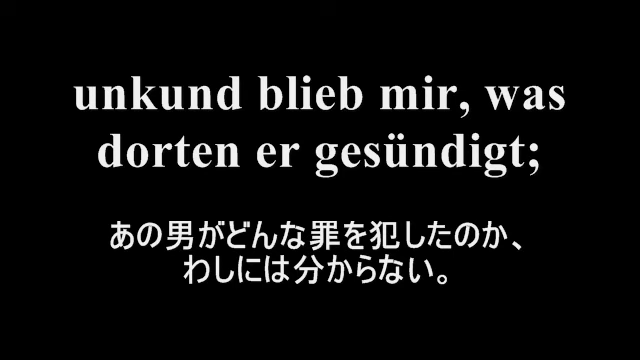 unkund blieb mir, was
dorten er gesündigt;
あの男がどんな罪を犯したのか、
わしには分からない。